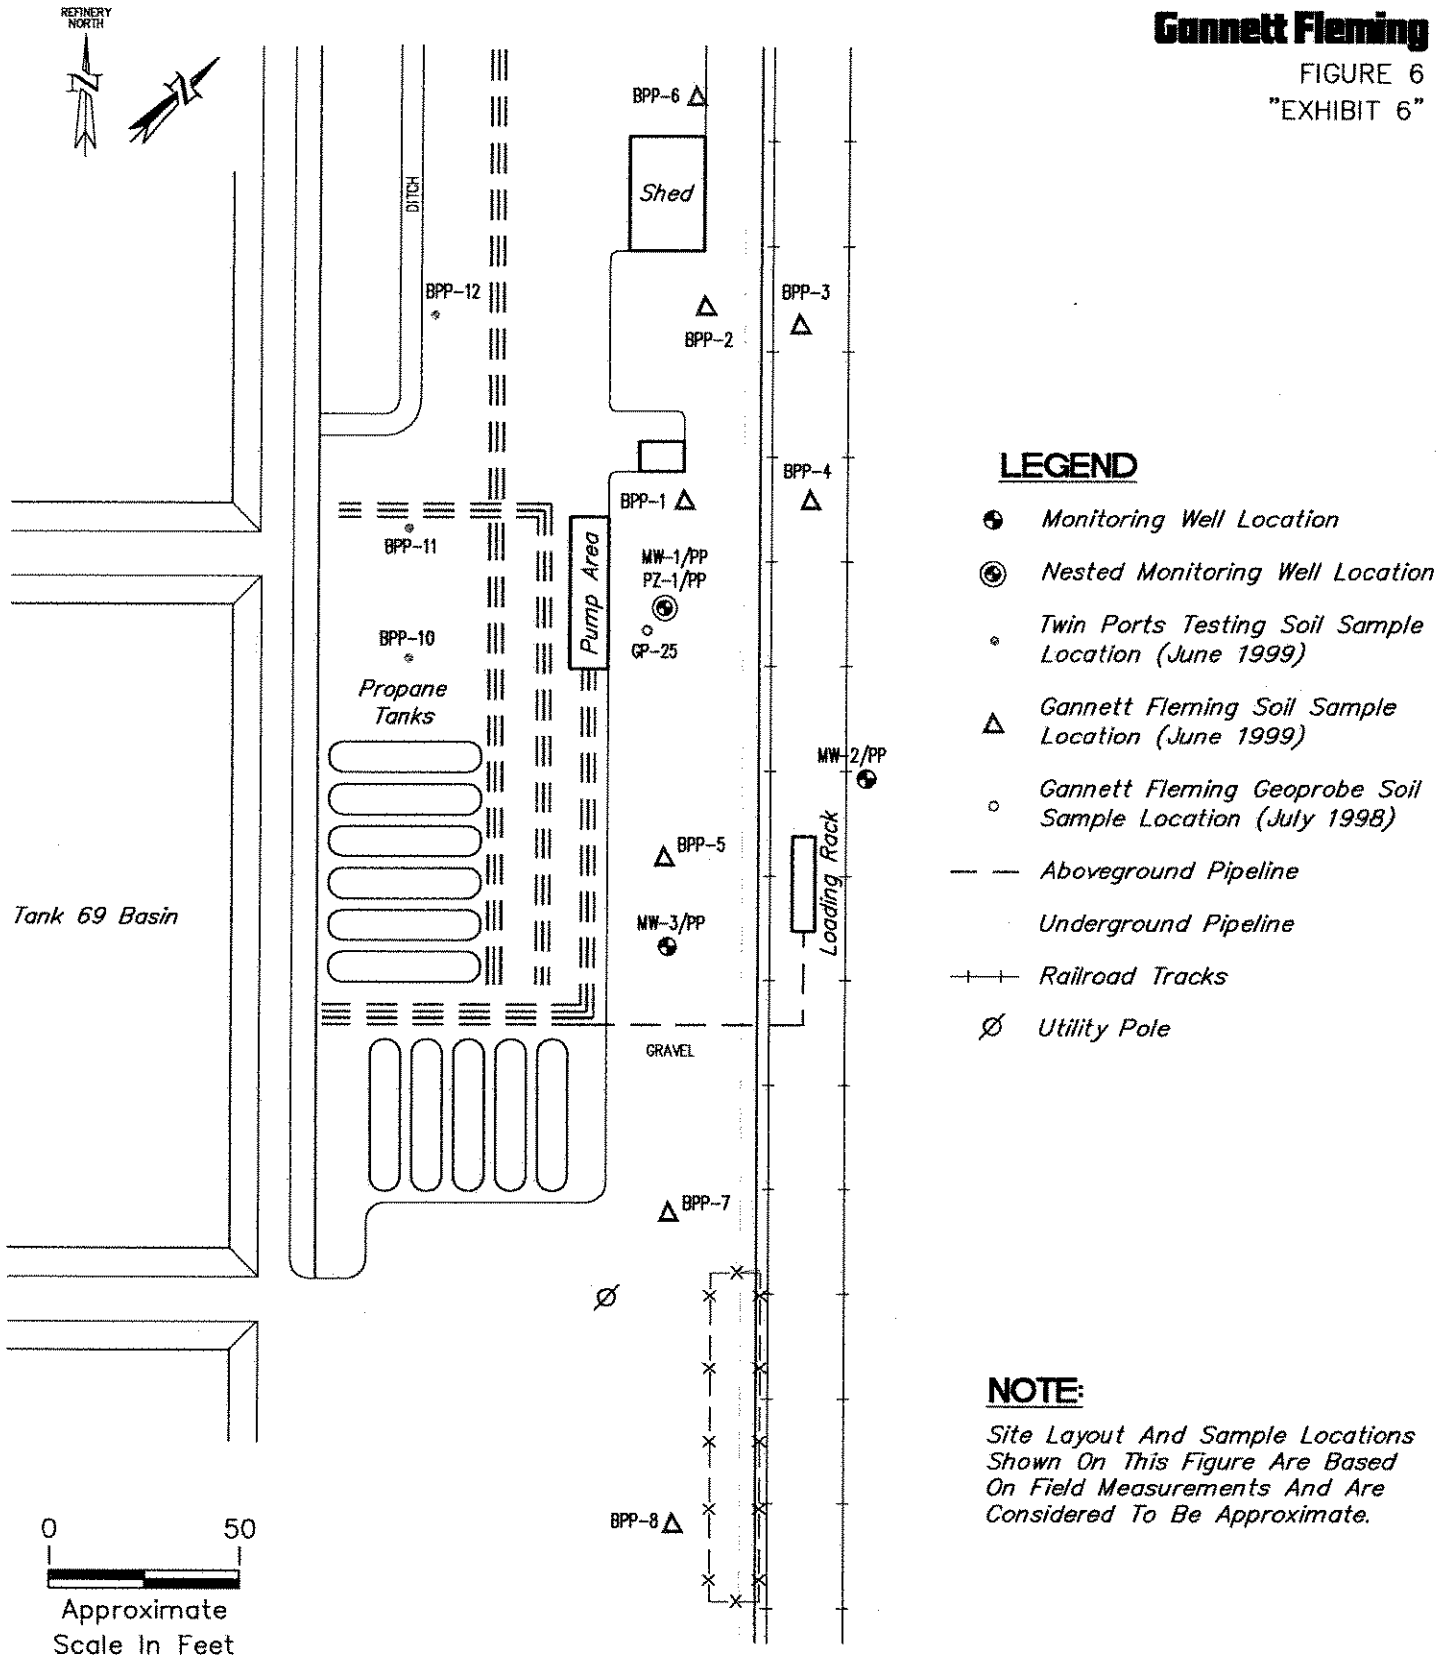 REFINERY
NORTH
Gannett Fleming
FIGURE 6
"EXHIBIT 6"
BPP-6
Shed
DITCH
BPP-12
BPP-3
BPP-2
BPP-4
BPP-1
BPP-11
Pump Area
MW-1/PP
PZ-1/PP
GP-25
BPP-10
Propane
Tanks
MW-2/PP
BPP-5
Loading Rack
MW-3/PP
Tank 69 Basin
GRAVEL
BPP-7
BPP-8
LEGEND
Monitoring Well Location
Nested Monitoring Well Location
Twin Ports Testing Soil Sample
Location (June 1999)
Gannett Fleming Soil Sample
Location (June 1999)
Gannett Fleming Geoprobe Soil
Sample Location (July 1998)
Aboveground Pipeline
Underground Pipeline
Railroad Tracks
Utility Pole
NOTE:
Site Layout And Sample Locations
Shown On This Figure Are Based
On Field Measurements And Are
Considered To Be Approximate.
0 50
Approximate
Scale In Feet